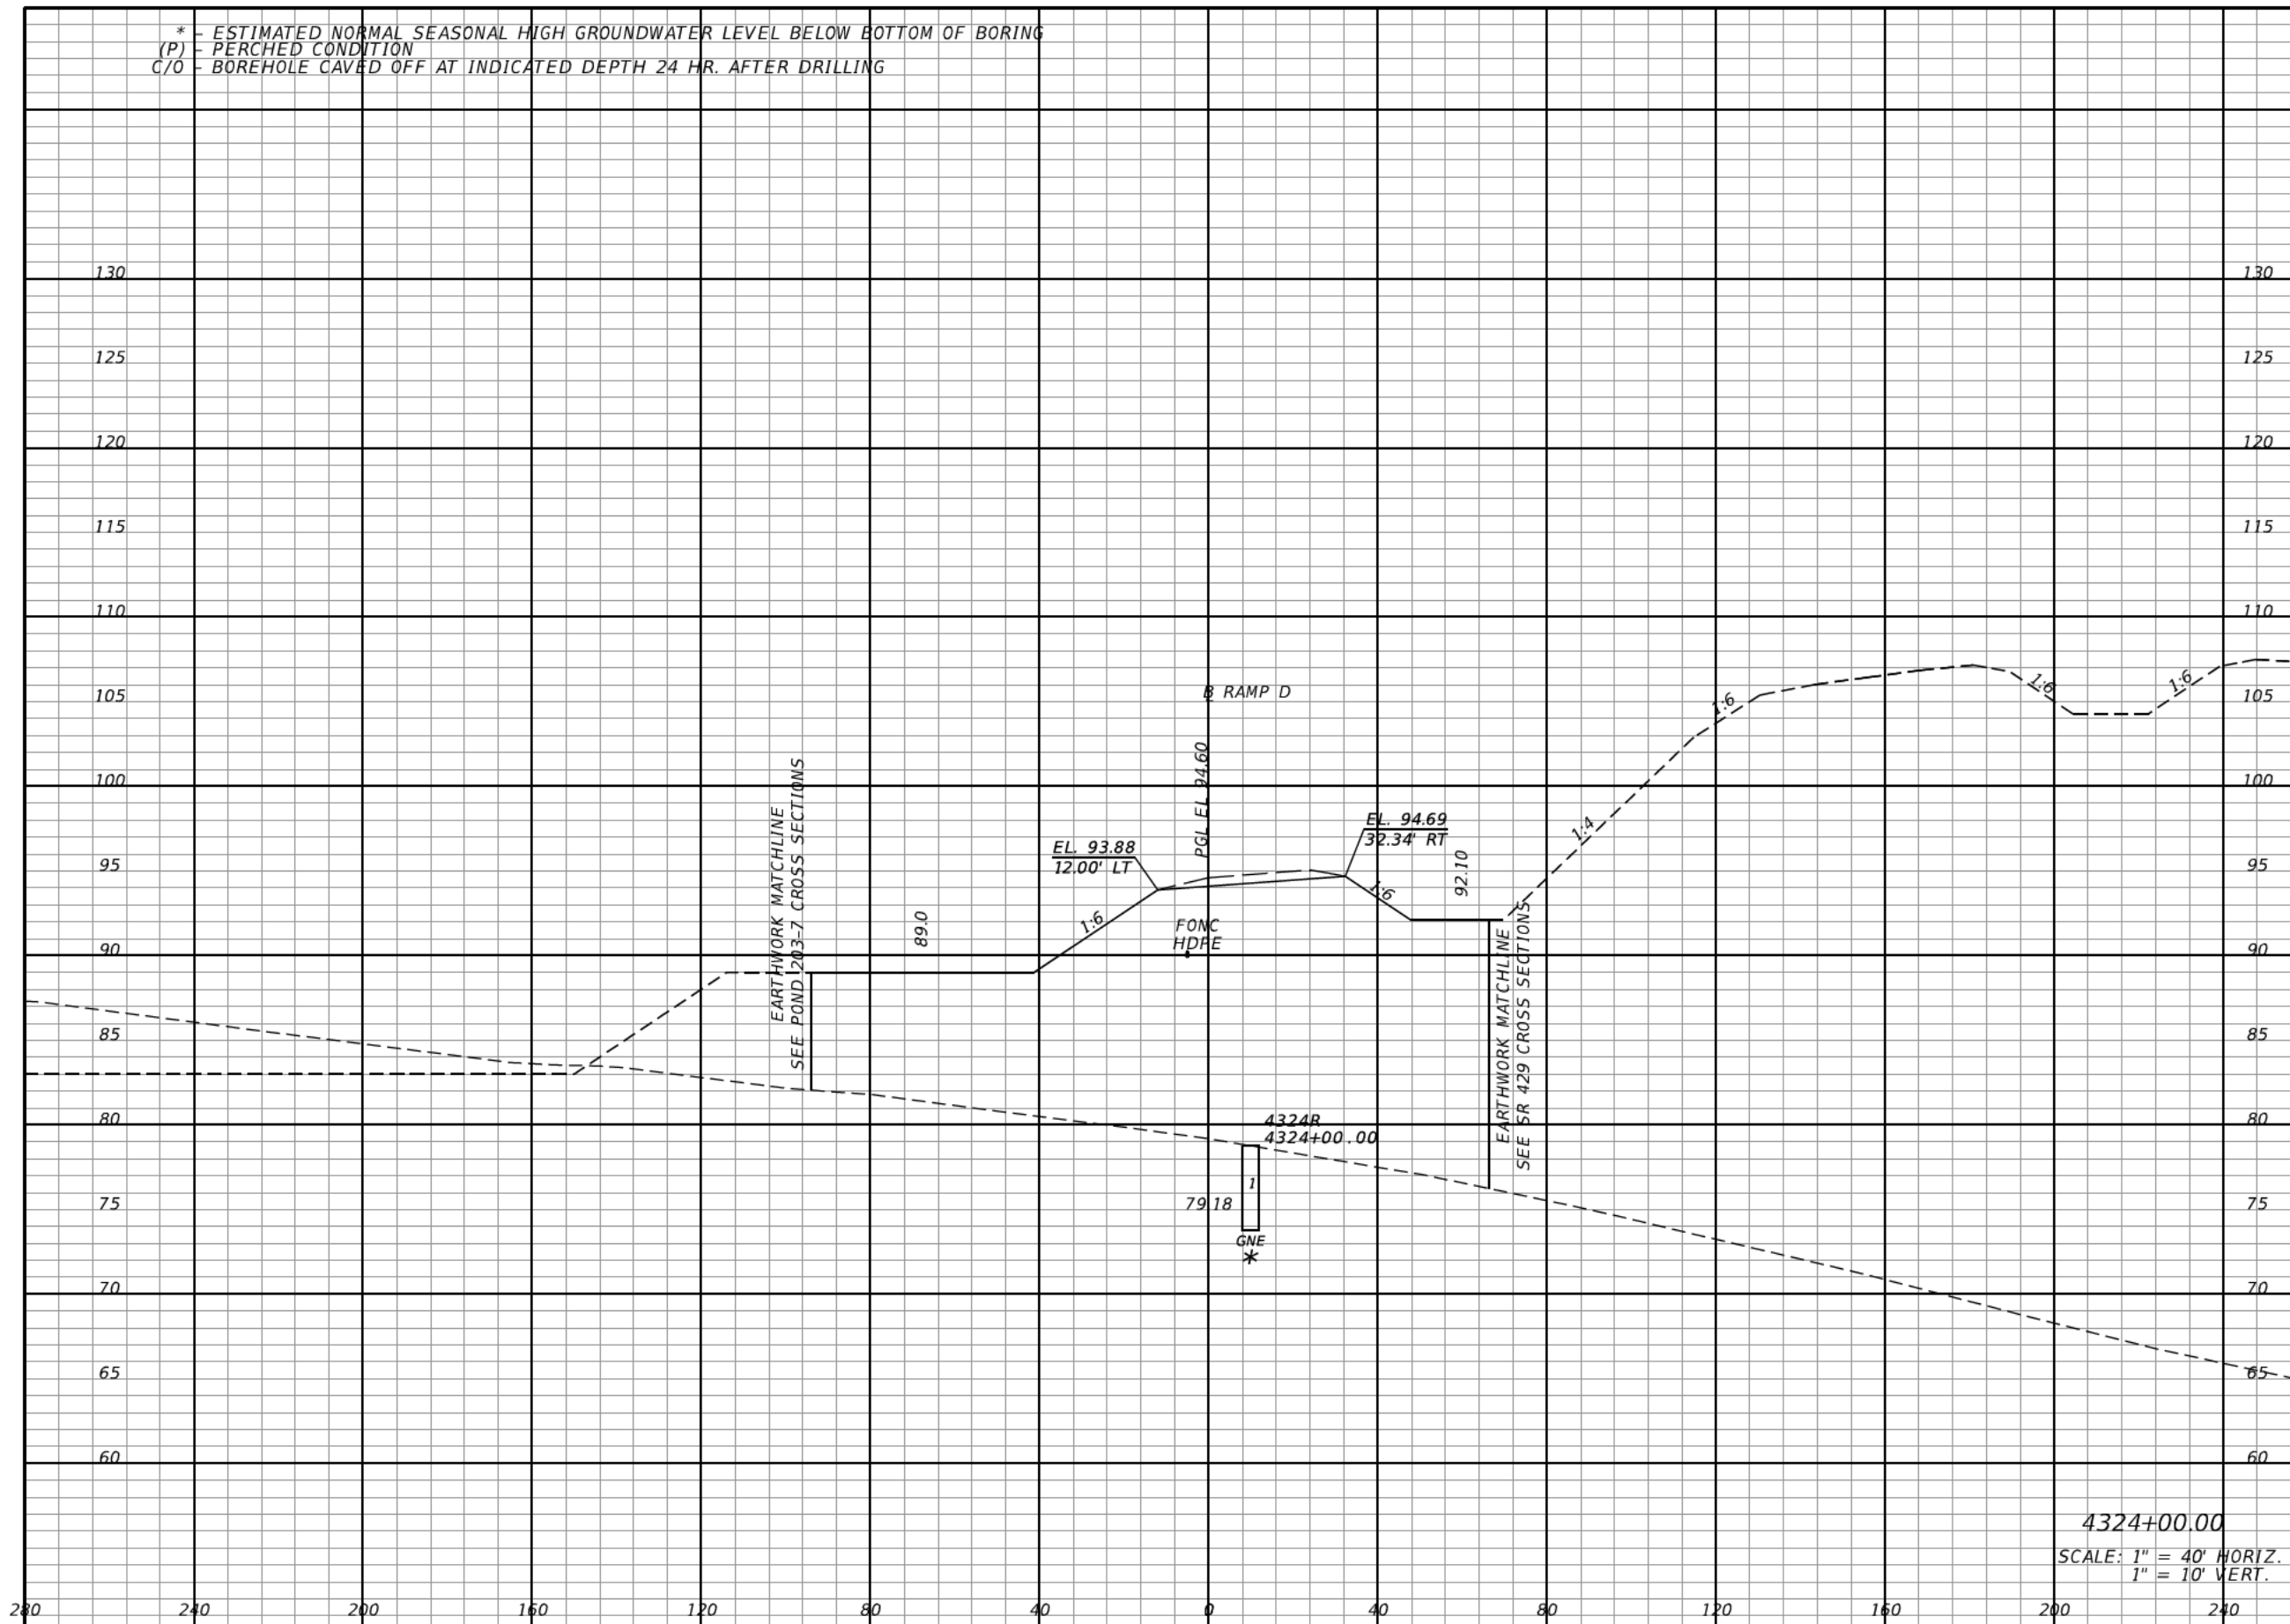 * - ESTIMATED NORMAL SEASONAL HIGH GROUNDWATER LEVEL BELOW BOTTOM OF BORING
(P) - PERCHED CONDITION
C/O - BOREHOLE CAVED OFF AT INDICATED DEPTH 24 HR. AFTER DRILLING
130 130
125 125
120 120
115 115
110 110
105 105
100 100
95 95
90 90
85 85
80 80
75 75
70 70
65 65
60 60
B RAMP D
PGL EL 94.60
EARTHWORK MATCHLINE
SEE POND 203-7 CROSS SECTIONS
89.0
1:6
EL. 93.88
12.00' LT
FONC
HDPE
EL. 94.69
32.34' RT
1:6
92.10
EARTHWORK MATCHLINE
SEE SR 429 CROSS SECTIONS
1:4
1:6
1:6
1:6
4324R
4324+00.00
1
79.18
GNE
*
4324+00.00
SCALE: 1" = 40' HORIZ.
1" = 10' VERT.
280 240 200 160 120 80 40 0 40 80 120 160 200 240